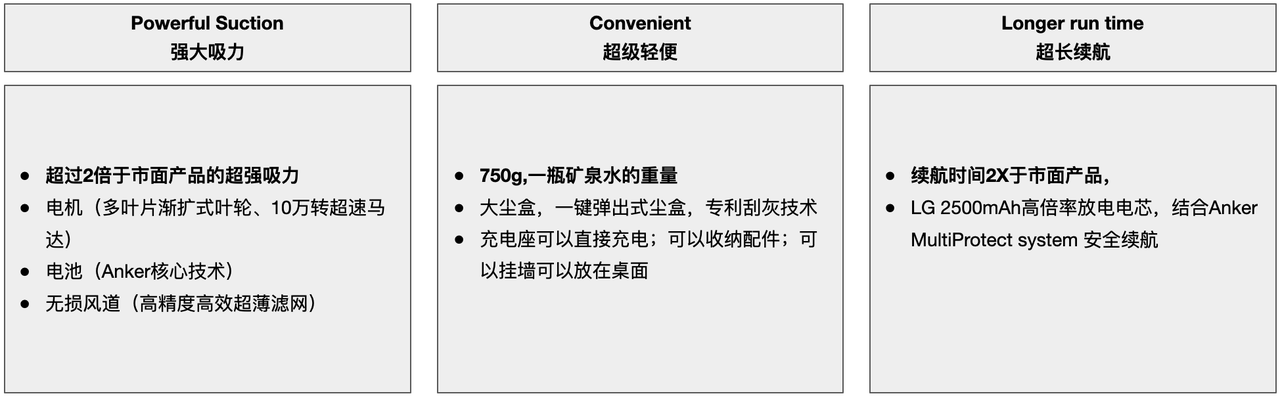 Powerful Suction
强大吸力
● 超过2倍于市面产品的超强吸力
● 电机（多叶片渐扩式叶轮、10万转超速马
达）
● 电池（Anker核心技术）
● 无损风道（高精度高效超薄滤网）
Convenient
超级轻便
● 750g,一瓶矿泉水的重量
● 大尘盒，一键弹出式尘盒，专利刮灰技术
● 充电座可以直接充电；可以收纳配件；可
以挂墙可以放在桌面
Longer run time
超长续航
● 续航时间2X于市面产品，
● LG 2500mAh高倍率放电电芯，结合Anker
MultiProtect system 安全续航